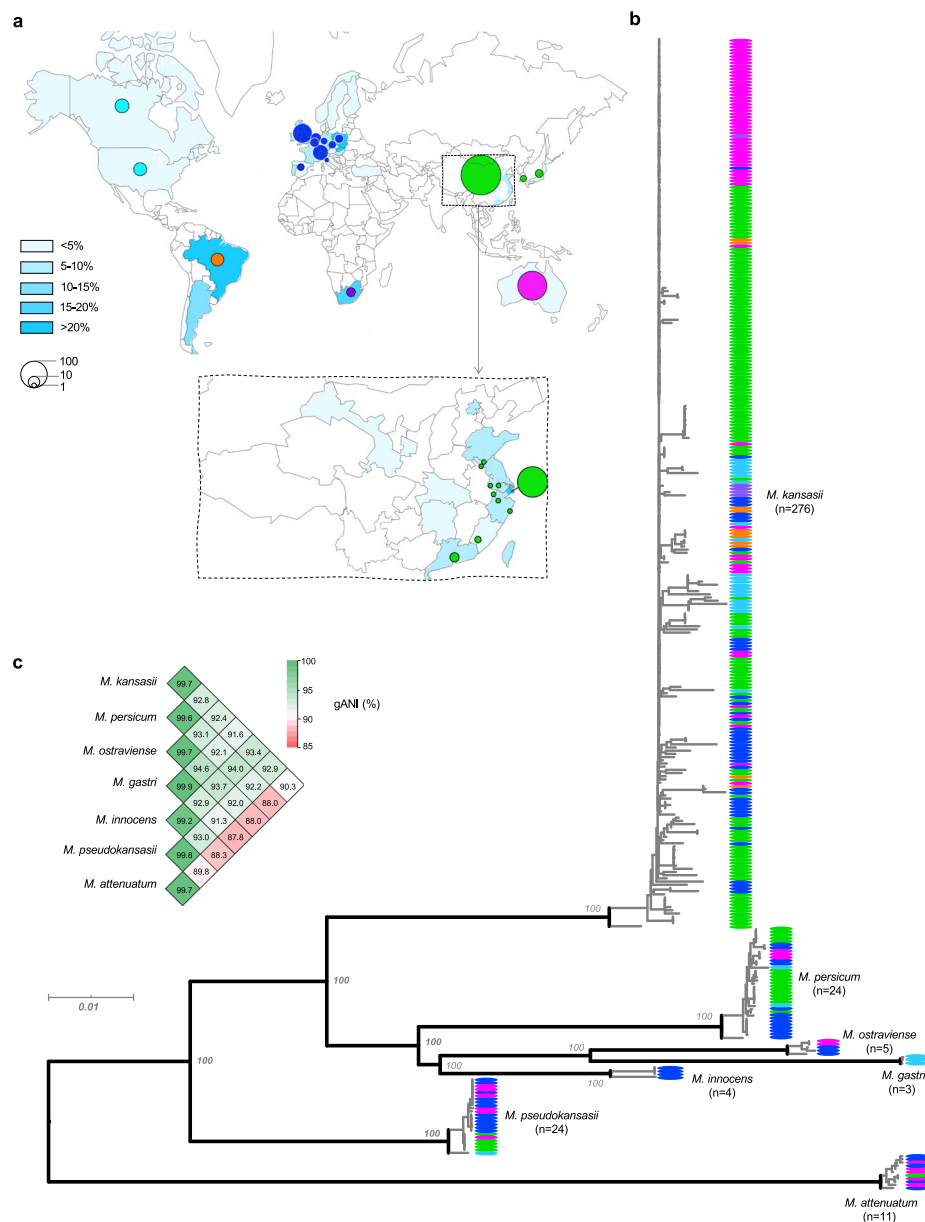 a
b
<5%
5-10%
10-15%
15-20%
>20%
100
10
1
M. kansasii
(n=276)
c
M. kansasii
M. persicum
M. ostraviense
M. gastri
M. innocens
M. pseudokansasii
M. attenuatum
99.7
92.8
99.6
92.4
93.1
91.6
99.7
92.1
93.4
94.6
94.0
92.9
99.9
93.7
92.2
90.3
92.9
92.0
88.0
99.2
91.3
88.0
93.0
87.8
99.8
88.3
89.8
99.7
100
95
90
85
gANI (%)
100
100
0.01
M. persicum
(n=24)
100
100
100
M. ostraviense
(n=5)
100
100
M. gastri
(n=3)
100
M. innocens
(n=4)
100
M. pseudokansasii
(n=24)
M. attenuatum
(n=11)